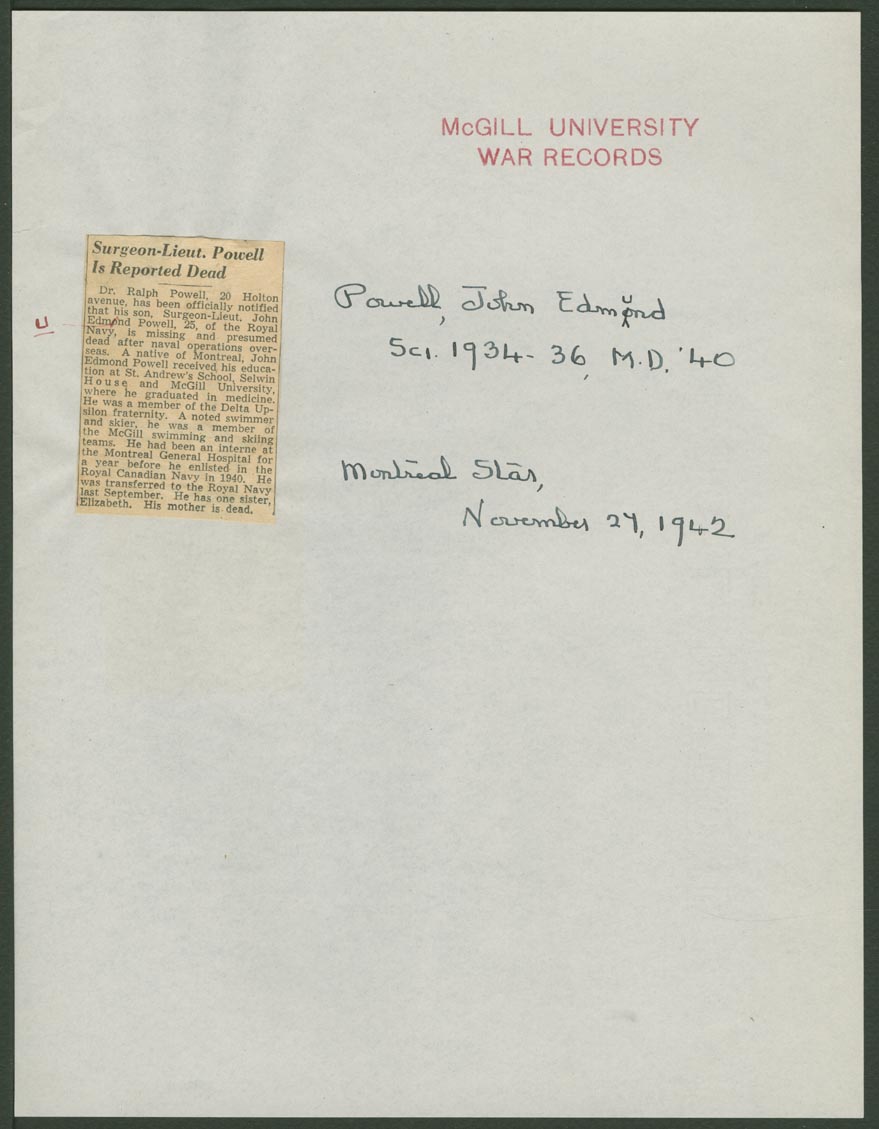 McGILL UNIVERSITY
WAR RECORDS
Surgeon-Lieut. Powell
Is Reported Dead
Dr. Ralph Powell, 20 Holton
avenue, has been officially notified
that his son, Surgeon-Lieut. John
Edmond Powell, 25, of the Royal
Navy, is missing and presumed
dead after naval operations over-
seas. A native of Montreal, John
Edmond Powell received his educa-
tion at St. Andrew's School, Selwin
House and McGill University,
where he graduated in medicine.
He was a member of the Delta Up-
silon fraternity. A noted swimmer
and skier, he was a member of
the McGill swimming and skiing
teams. He had been an interne at
the Montreal General Hospital for
a year before he enlisted in the
Royal Canadian Navy in 1940. He
was transferred to the Royal Navy
last September. He has one sister,
Elizabeth. His mother is dead.
u
Powell, John Edmond
u
Sci. 1934-36, M.D. '40
Montreal Star,
November 27, 1942